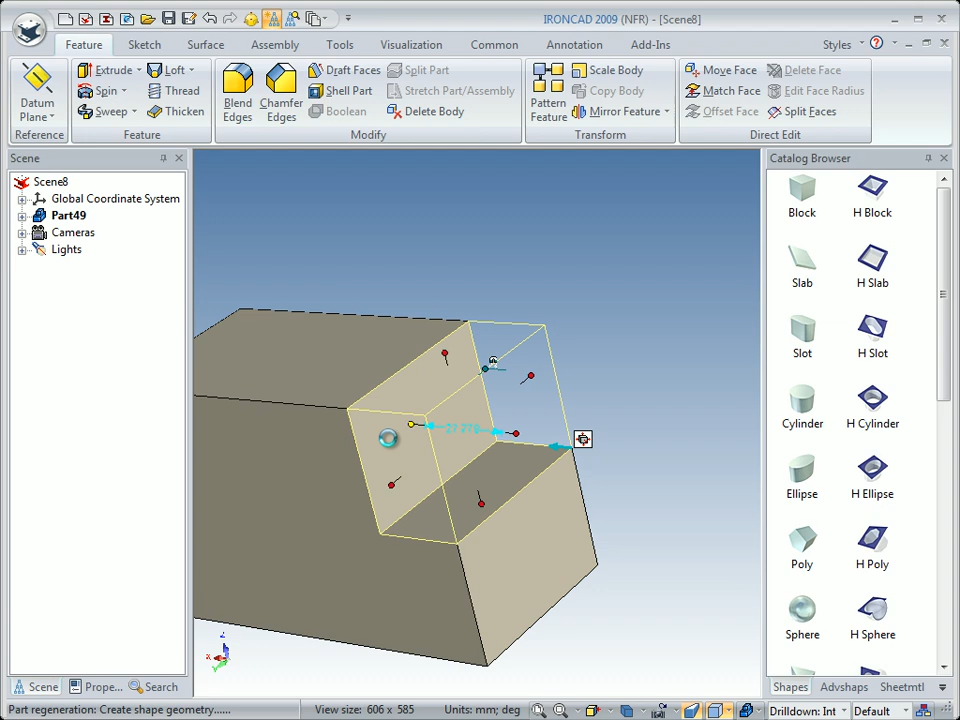 IRONCAD 2009 (NFR) - [Scene8]
Feature Sketch Surface Assembly Tools Visualization Common Annotation Add-Ins Styles
Datum Plane
Extrude
Spin
Sweep
Loft
Thread
Thicken
Blend Edges
Chamfer Edges
Draft Faces
Shell Part
Boolean
Split Part
Stretch Part/Assembly
Delete Body
Pattern Feature
Scale Body
Copy Body
Mirror Feature
Move Face
Match Face
Offset Face
Delete Face
Edit Face Radius
Split Faces
Reference Feature Modify Transform Direct Edit
Scene
Scene8
Global Coordinate System
Part49
Cameras
Lights
Catalog Browser
Block H Block
Slab H Slab
Slot H Slot
Cylinder H Cylinder
Ellipse H Ellipse
Poly H Poly
Sphere H Sphere
Scene Prope... Search
Shapes Advshaps Sheetmtl
Part regeneration: Create shape geometry...... View size: 606 x 585 Units: mm; deg Drilldown: Int Default